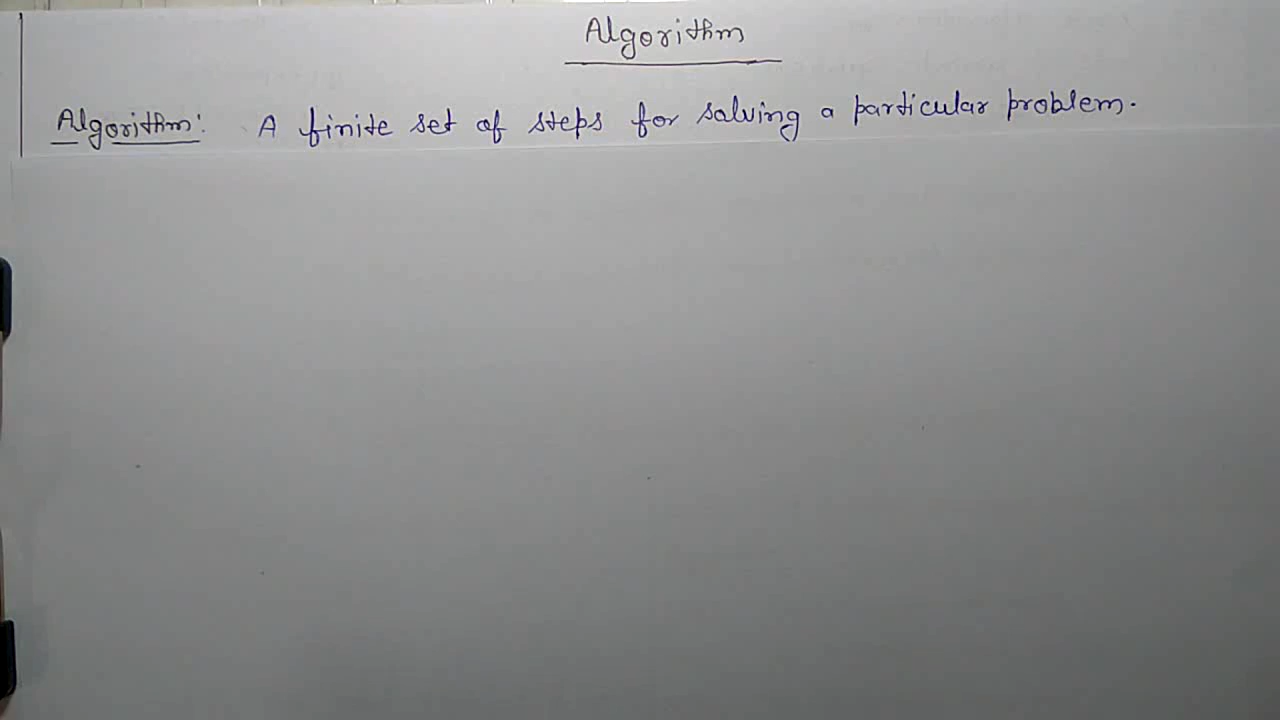 Algorithm
Algorithm: A finite set of steps for solving a particular problem.